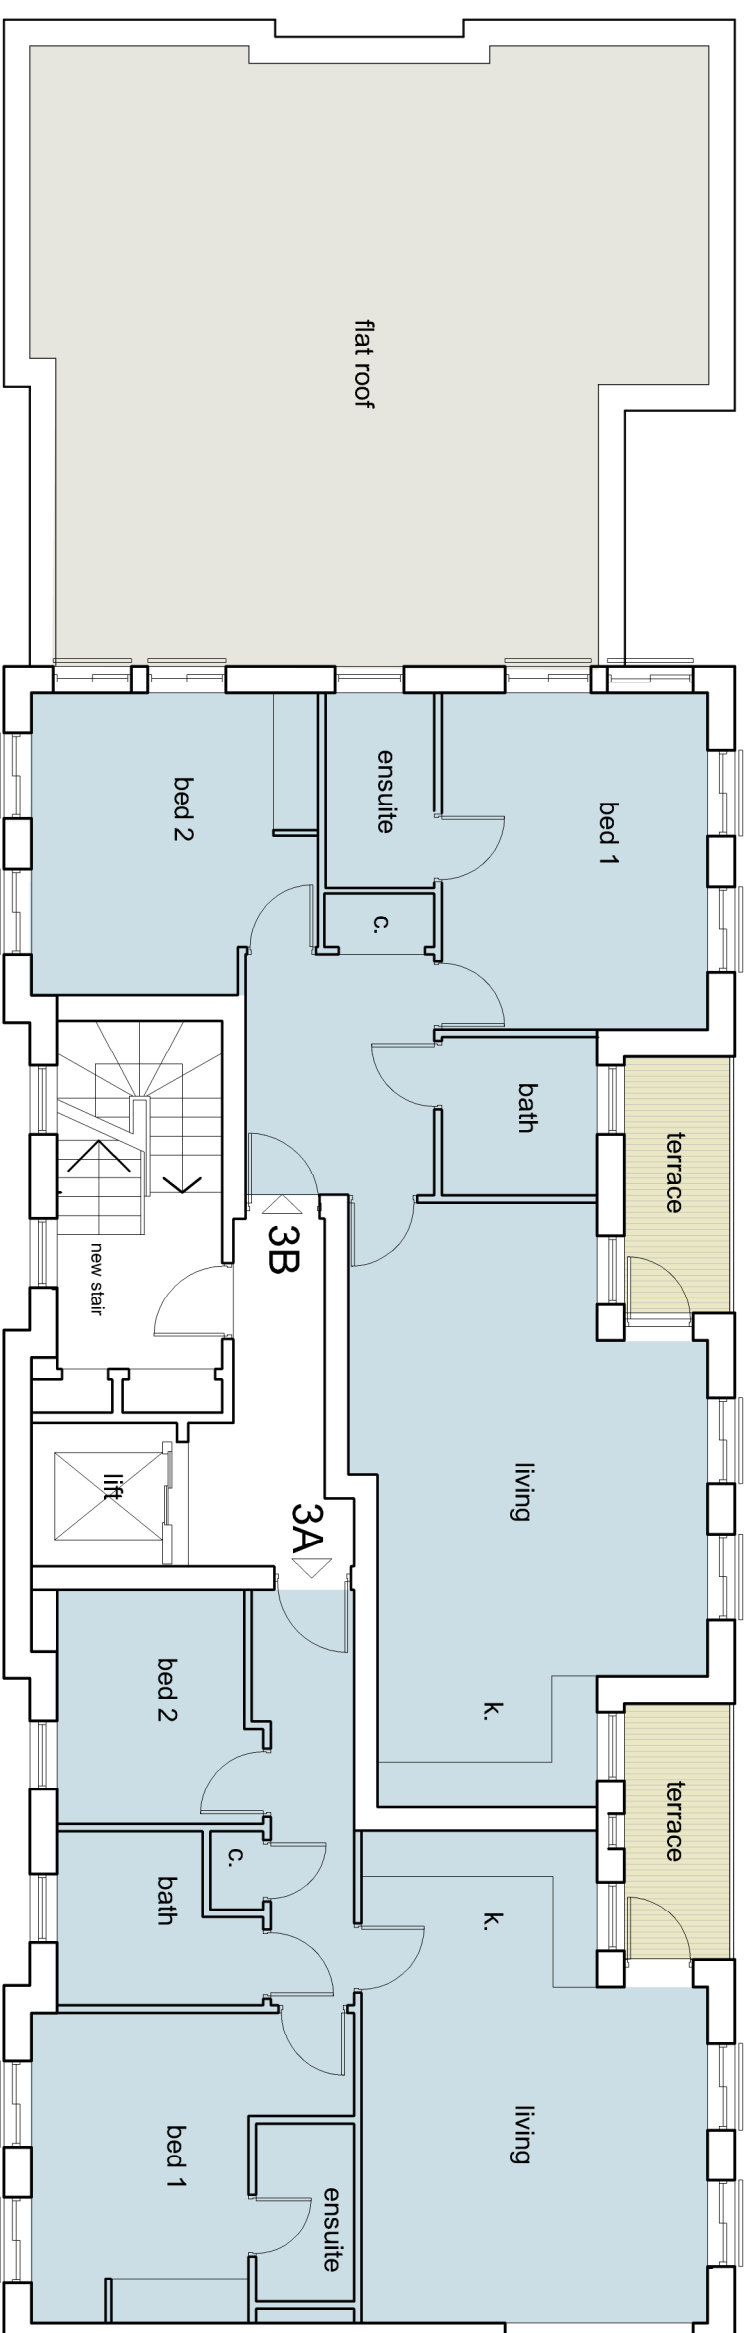 flat roof
bed 2
ensuite
bed 1
c.
bath
terrace
3B
new stair
living
lift
3A
bed 2
k.
terrace
c.
bath
k.
bed 1
ensuite
living